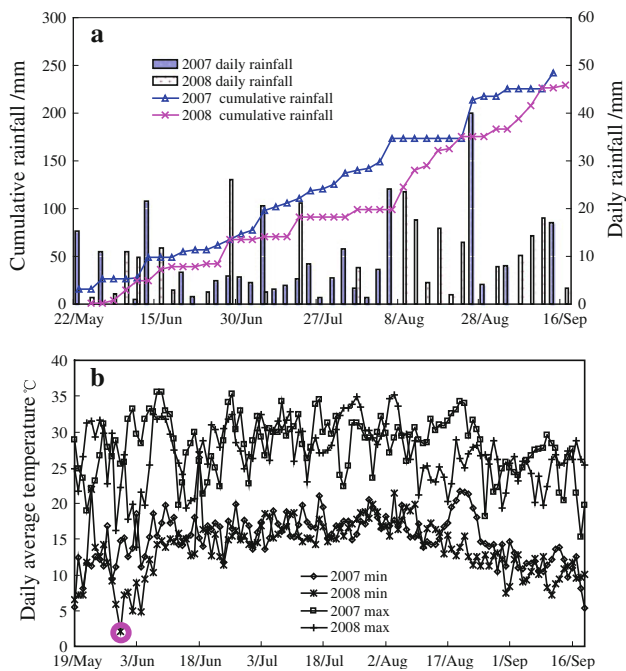 a
Cumulative rainfall /mm
Daily rainfall /mm
300
250
200
150
100
50
0
60
50
40
30
20
10
0
2007 daily rainfall
2008 daily rainfall
2007 cumulative rainfall
2008 cumulative rainfall
22/May 15/Jun 30/Jun 27/Jul 8/Aug 28/Aug 16/Sep
b
Daily average temperature℃
40
35
30
25
20
15
10
5
0
2007 min
2008 min
2007 max
2008 max
19/May 3/Jun 18/Jun 3/Jul 18/Jul 2/Aug 17/Aug 1/Sep 16/Sep